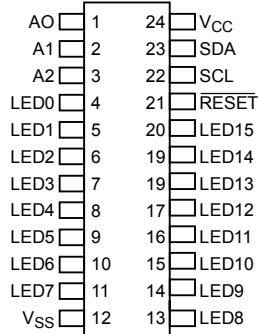 AO 1 24 VCC
A1 2 23 SDA
A2 3 22 SCL
LED0 4 21 RESET
LED1 5 20 LED15
LED2 6 19 LED14
LED3 7 19 LED13
LED4 8 17 LED12
LED5 9 16 LED11
LED6 10 15 LED10
LED7 11 14 LED9
VSS 12 13 LED8